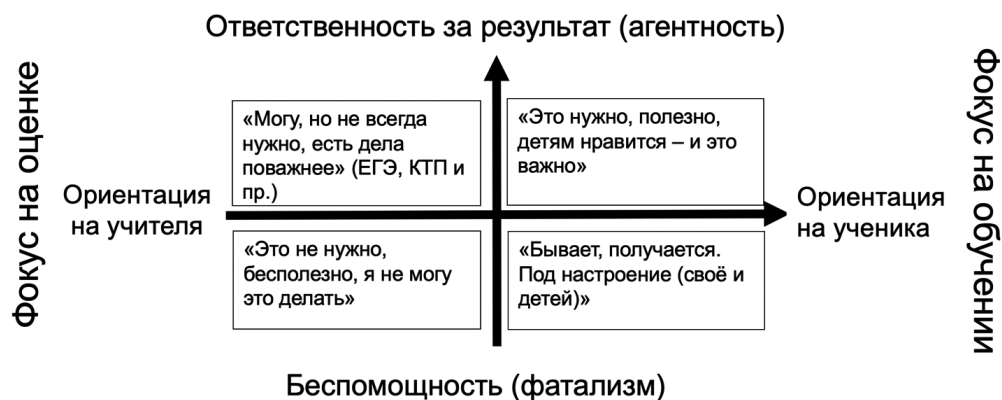 Ответственность за результат (агентность)
Фокус на оценке
«Могу, но не всегда
нужно, есть дела
поважнее» (ЕГЭ, КТП и
пр.)
«Это нужно, полезно,
детям нравится – и это
важно»
Ориентация
на учителя
Ориентация
на ученика
«Это не нужно,
бесполезно, я не могу
это делать»
«Бывает, получается.
Под настроение (своё и
детей)»
Фокус на обучении
Беспомощность (фатализм)